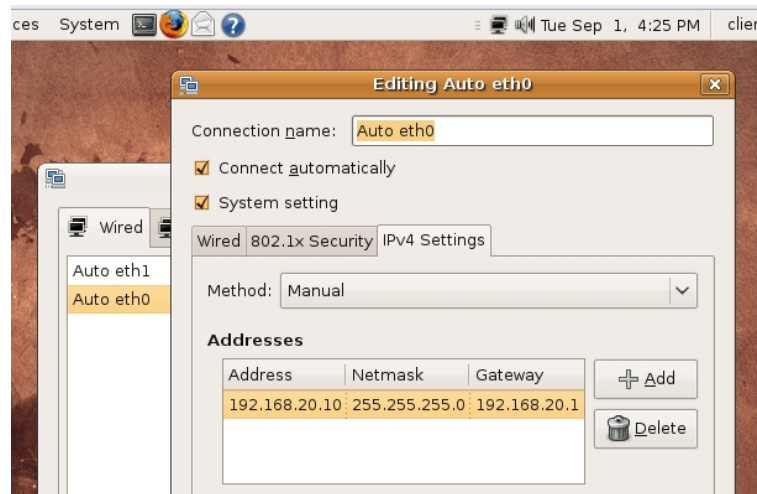 ces System Tue Sep 1, 4:25 PM clier
Editing Auto eth0
Connection name: Auto eth0
Connect automatically
System setting
Wired
Wired 802.1x Security IPv4 Settings
Auto eth1
Auto eth0
Method: Manual
Addresses
Address Netmask Gateway
192.168.20.10 255.255.255.0 192.168.20.1
Add
Delete